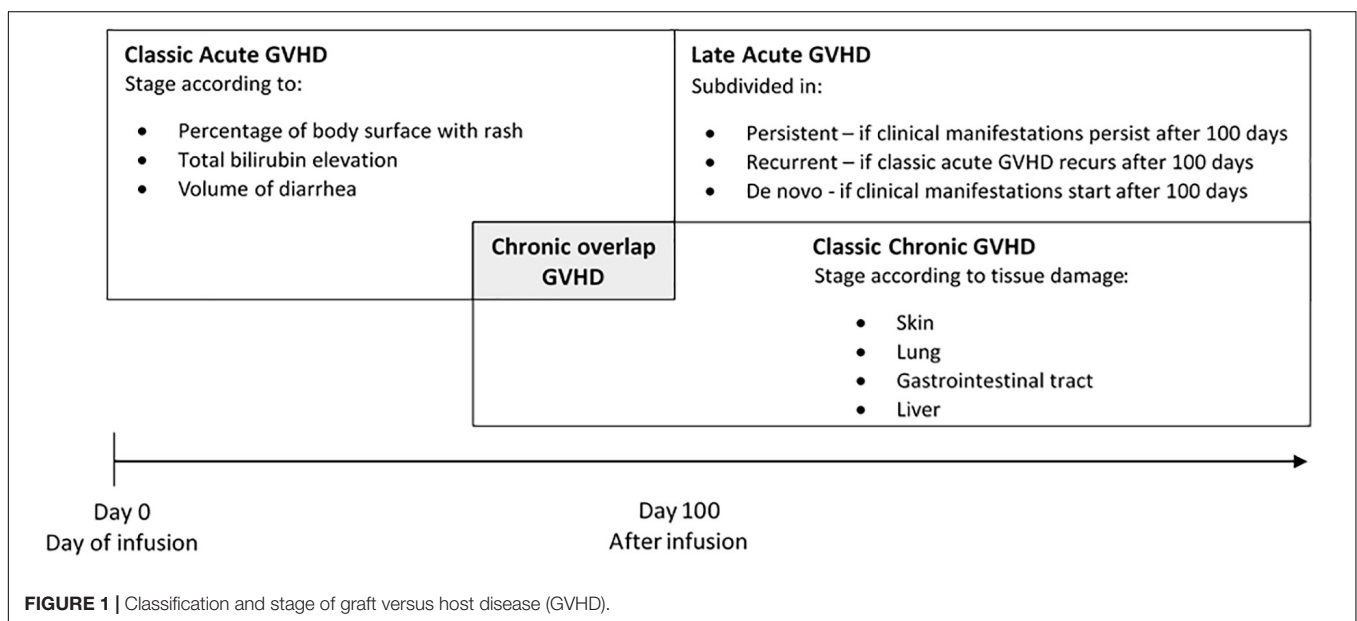 Classic Acute GVHD
Stage according to:
• Percentage of body surface with rash
• Total bilirubin elevation
• Volume of diarrhea
Late Acute GVHD
Subdivided in:
• Persistent – if clinical manifestations persist after 100 days
• Recurrent – if classic acute GVHD recurs after 100 days
• De novo - if clinical manifestations start after 100 days
Chronic overlap
GVHD
Classic Chronic GVHD
Stage according to tissue damage:
• Skin
• Lung
• Gastrointestinal tract
• Liver
Day 0
Day of infusion
Day 100
After infusion
FIGURE 1 | Classification and stage of graft versus host disease (GVHD).